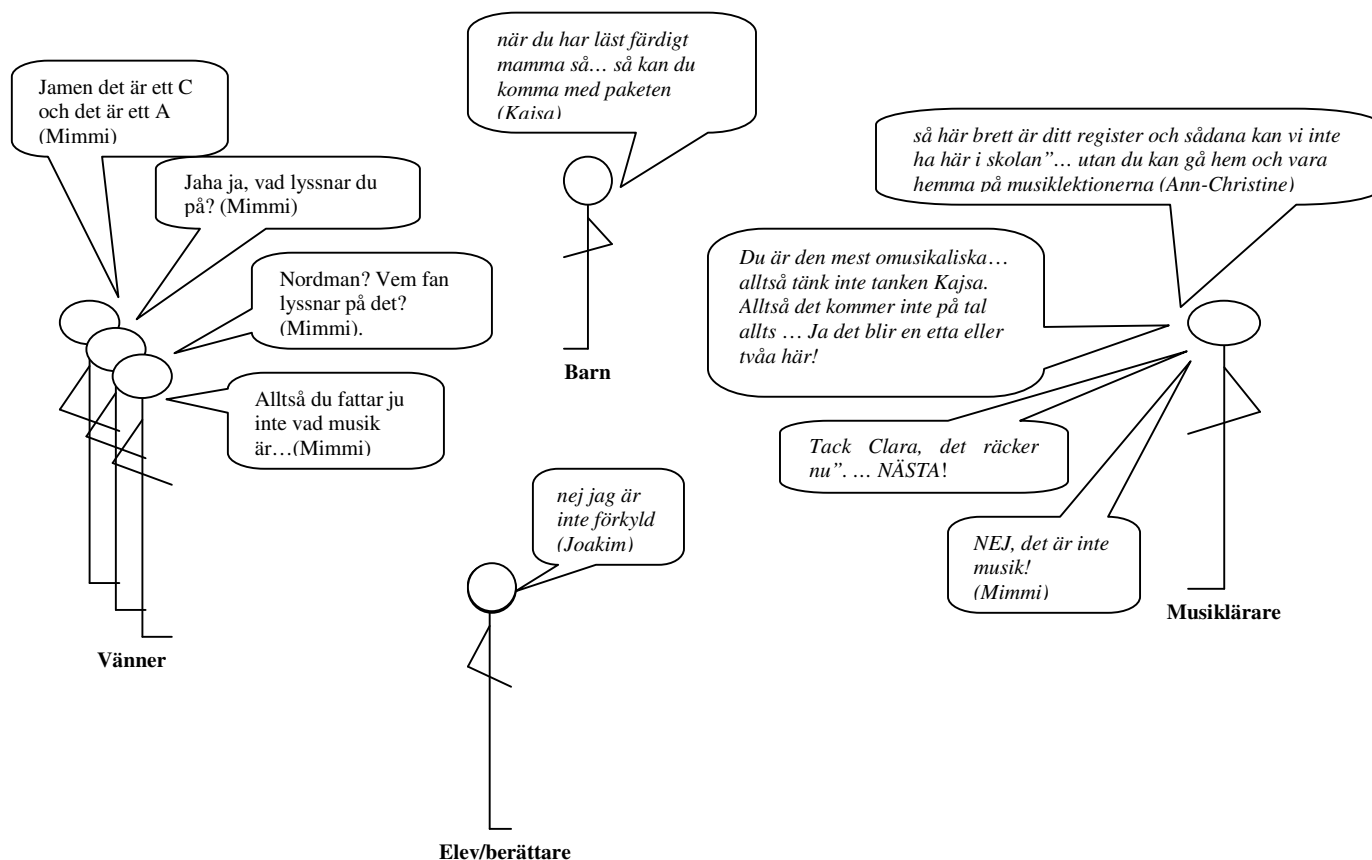 Jamen det är ett C
och det är ett A
(Mimmi)
Jaha ja, vad lyssnar du
på? (Mimmi)
Nordman? Vem fan
lyssnar på det?
(Mimmi).
Alltså du fattar ju
inte vad musik
är…(Mimmi)
Vänner
när du har läst färdigt
mamma så… så kan du
komma med paketen
(Kajsa)
Barn
nej jag är
inte förkyld
(Joakim)
Elev/berättare
så här brett är ditt register och sådana kan vi inte
ha här i skolan”… utan du kan gå hem och vara
hemma på musiklektionerna (Ann-Christine)
Du är den mest omusikaliska…
alltså tänk inte tanken Kajsa.
Alltså det kommer inte på tal
allts … Ja det blir en etta eller
tvåa här!
Tack Clara, det räcker
nu”. … NÄSTA!
NEJ, det är inte
musik!
(Mimmi)
Musiklärare